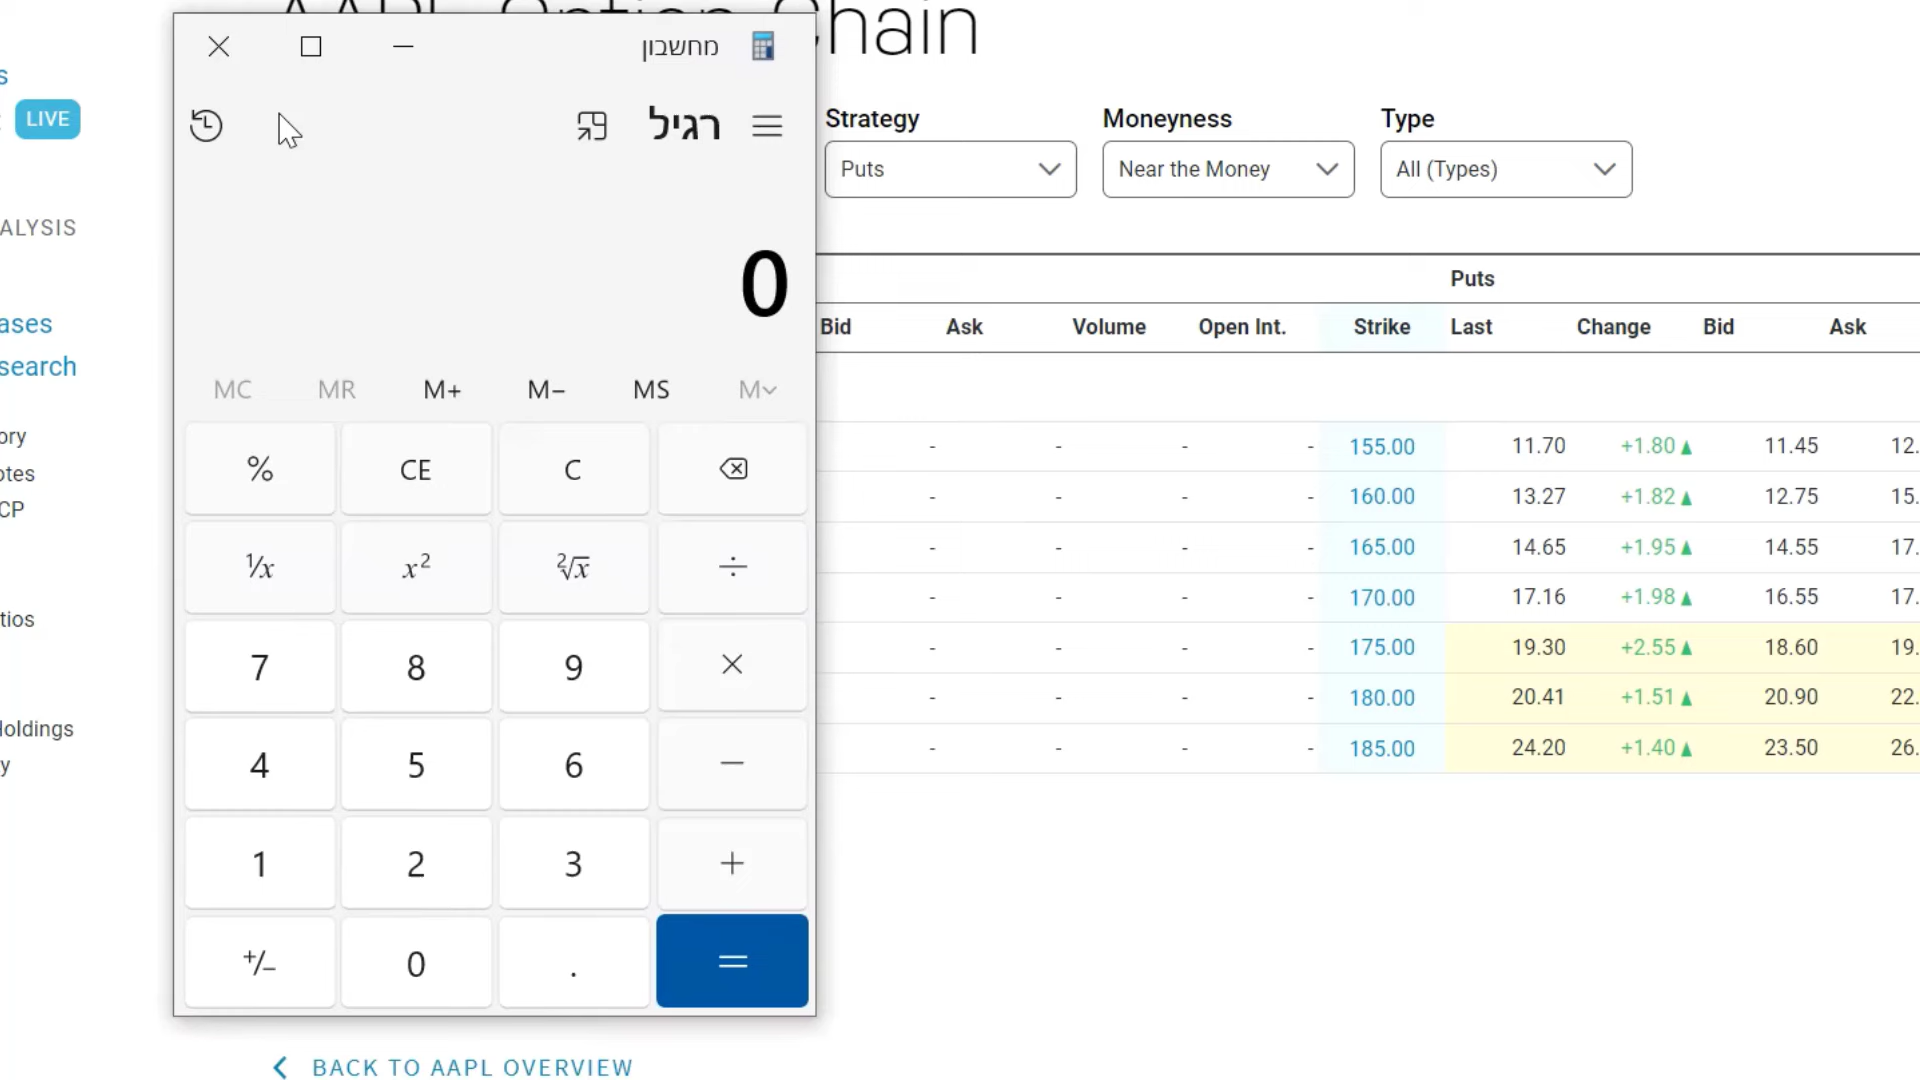 AAPL Option Chain
מחשבון
LIVE
רגיל
Strategy Moneyness Type
Puts Near the Money All (Types)
ALYSIS
0
Puts
Bid Ask Volume Open Int. Strike Last Change Bid Ask
ases
search
MC MR M+ M− MS M
ory
otes
CP
tios
Holdings
y
- - - - 155.00 11.70 +1.80▲ 11.45 12.
- - - - 160.00 13.27 +1.82▲ 12.75 15.
- - - - 165.00 14.65 +1.95▲ 14.55 17.
- - - - 170.00 17.16 +1.98▲ 16.55 17.
- - - - 175.00 19.30 +2.55▲ 18.60 19.
- - - - 180.00 20.41 +1.51▲ 20.90 22.
- - - - 185.00 24.20 +1.40▲ 23.50 26.
% CE C
⅟x x² ²√x ÷
7 8 9 ×
4 5 6 −
1 2 3 +
+/− 0 . =
BACK TO AAPL OVERVIEW